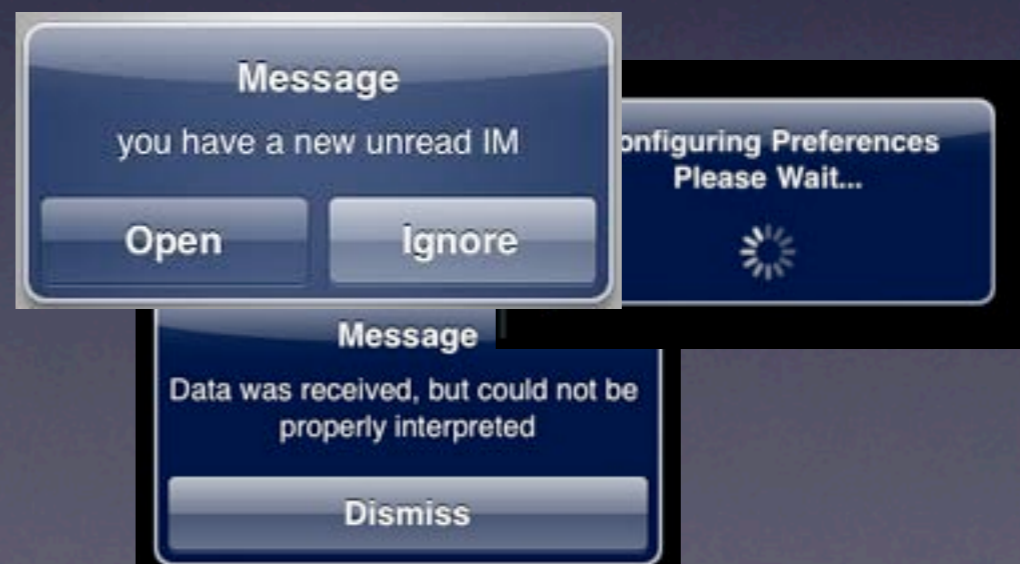 Message
you have a new unread IM
Open
Ignore
onfiguring Preferences
Please Wait...
Message
Data was received, but could not be
properly interpreted
Dismiss